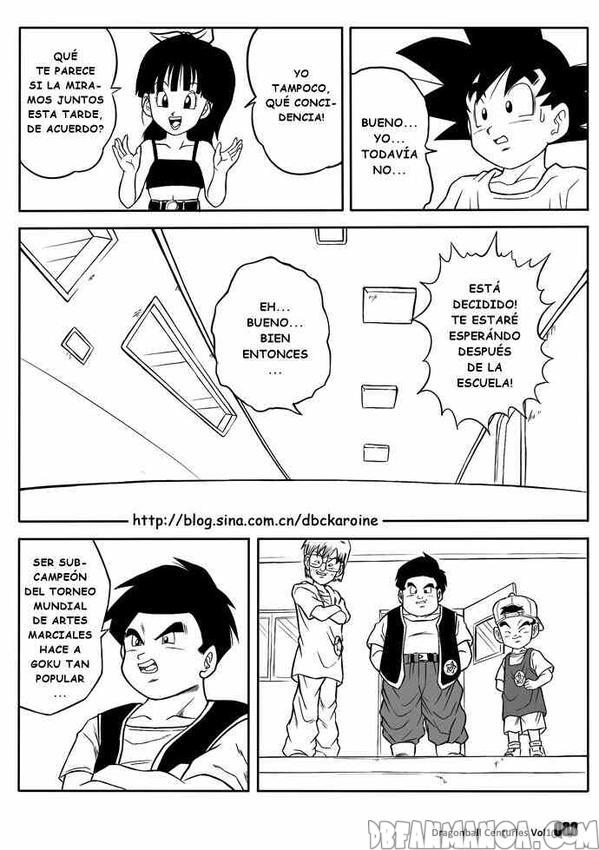 QUÉ
TE PARECE
SI LA MIRA-
MOS JUNTOS
ESTA TARDE,
DE ACUERDO?
YO
TAMPOCO,
QUÉ CONCI-
DENCIA!
BUENO...
YO...
TODAVÍA
NO...
EH...
BUENO...
BIEN
ENTONCES
...
ESTÁ
DECIDIDO!
TE ESTARÉ
ESPERÁNDO
DESPUÉS
DE LA
ESCUELA!
http://blog.sina.com.cn/dbckaroine
SER SUB-
CAMPEÓN
DEL TORNEO
MUNDIAL
DE ARTES
MARCIALES
HACE A
GOKU TAN
POPULAR
...
Dragonball Centuries
DBFANMANGA.COM